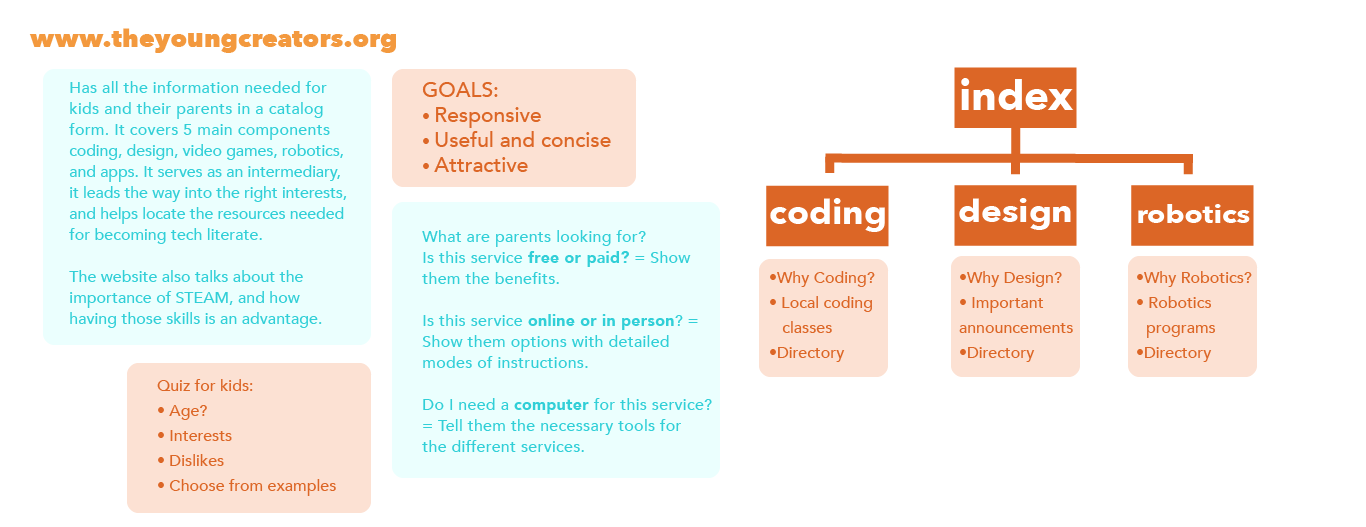 www.theyoungcreators.org
Has all the information needed for
kids and their parents in a catalog
form. It covers 5 main components
coding, design, video games, robotics,
and apps. It serves as an intermediary,
it leads the way into the right interests,
and helps locate the resources needed
for becoming tech literate.
The website also talks about the
importance of STEAM, and how
having those skills is an advantage.
Quiz for kids:
• Age?
• Interests
• Dislikes
• Choose from examples
GOALS:
• Responsive
• Useful and concise
• Attractive
What are parents looking for?
Is this service free or paid? = Show
them the benefits.
Is this service online or in person? =
Show them options with detailed
modes of instructions.
Do I need a computer for this service?
= Tell them the necessary tools for
the different services.
index
coding
•Why Coding?
• Local coding
classes
•Directory
design
•Why Design?
• Important
announcements
•Directory
robotics
•Why Robotics?
• Robotics
programs
•Directory